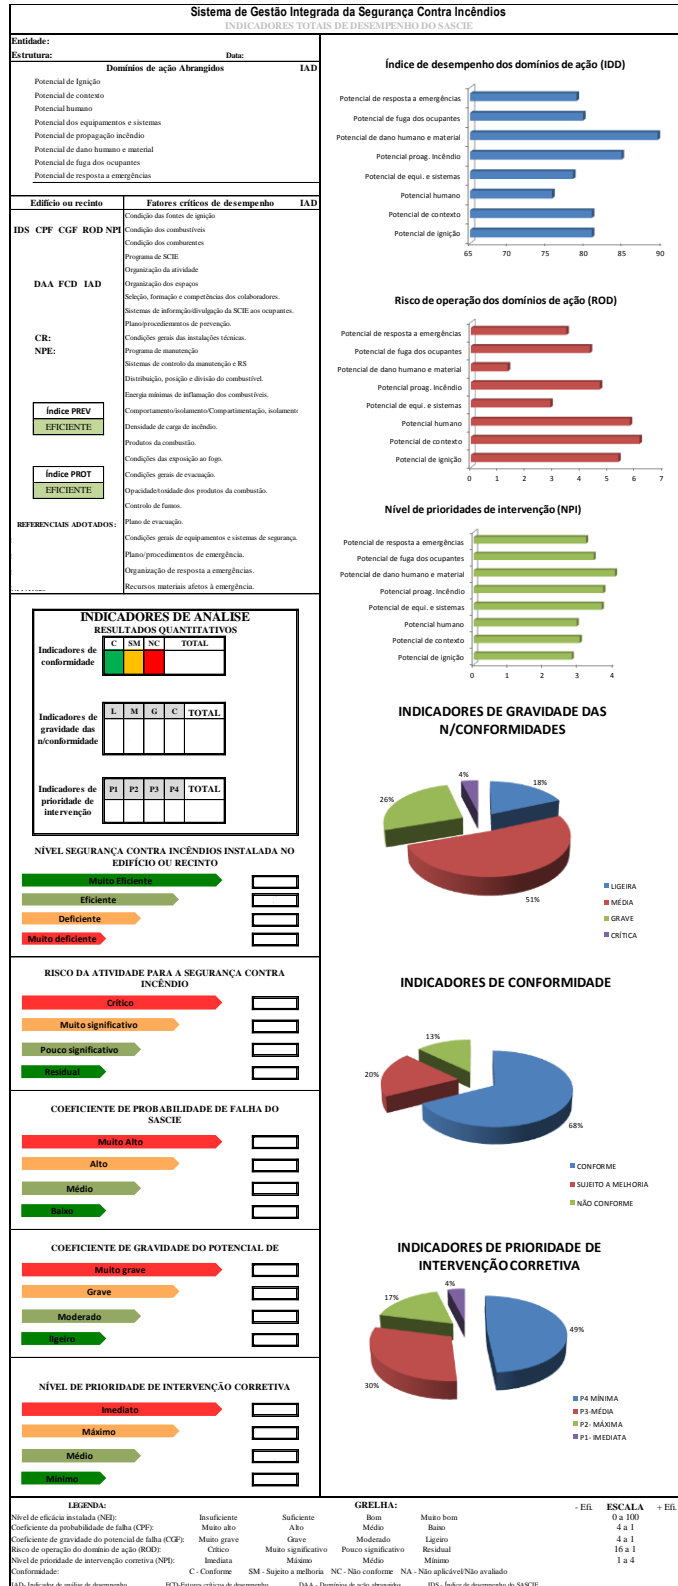 Sistema de Gestão Integrada da Segurança Contra Incêndios
INDICADORES TOTAIS DE DESEMPENHO DO SASCIE
Entidade:
Estrutura: Data:
Domínios de ação Abrangidos IAD
Potencial de Ignição
Potencial de contexto
Potencial humano
Potencial dos equipamentos e sistemas
Potencial de propagação incêndio
Potencial de dano humano e material
Potencial de fuga dos ocupantes
Potencial de resposta a emergências
Edifício ou recinto Fatores críticos de desempenho IAD
Condição das fontes de ignição
IDS CPF CGF ROD NPI Condição dos combustíveis
Condição dos comburentes
Programa de SCIE
Organização da atividade
DAA FCD IAD Organização dos espaços
Seleção, formação e competências dos colaboradores.
Sistemas de informção/divulgação da SCIE aos ocupantes.
Plano/procedimentos de prevenção.
CR: Condições gerais das instalações técnicas.
NPE: Programa de manutenção
Sistemas de controlo da manutenção e RS
Distribuição, posição e divisão do combustível.
Energia mínimas de inflamação dos combustíveis.
Índice PREV Comportamento/isolamento/Compartimentação, isolamento
EFICIENTE Densidade de carga de incêndio.
Produtos da combustão.
Condições das exposição ao fogo.
Índice PROT Condições gerais de evacuação.
EFICIENTE Opacidade/toxidade dos produtos da combustão.
Controlo de fumos.
REFERENCIAIS ADOTADOS: Plano de evacuação.
Condições gerais de equipamentos e sistemas de segurança.
Plano/procedimentos de emergência.
Organização de resposta a emergências.
Recursos materiais afetos à emergência.
INDICADORES DE ANÁLISE
RESULTADOS QUANTITATIVOS
Indicadores de conformidade C SM NC TOTAL
Indicadores de gravidade das n/conformidade L M G C TOTAL
Indicadores de prioridade de intervenção P1 P2 P3 P4 TOTAL
NÍVEL SEGURANÇA CONTRA INCÊNDIOS INSTALADA NO
EDIFÍCIO OU RECINTO
Muito Eficiente
Eficiente
Deficiente
Muito deficiente
RISCO DA ATIVIDADE PARA A SEGURANÇA CONTRA
INCÊNDIO
Crítico
Muito significativo
Pouco significativo
Residual
COEFICIENTE DE PROBABILIDADE DE FALHA DO
SASCIE
Muito Alto
Alto
Médio
Baixo
COEFICIENTE DE GRAVIDADE DO POTENCIAL DE
Muito grave
Grave
Moderado
lIgeiro
NÍVEL DE PRIORIDADE DE INTERVENÇÃO CORRETIVA
Imediato
Máximo
Médio
Mínimo
Índice de desempenho dos domínios de ação (IDD)
Potencial de resposta a emergências
Potencial de fuga dos ocupantes
Potencial de dano humano e material
Potencial proag. Incêndio
Potencial de equi. e sistemas
Potencial humano
Potencial de contexto
Potencial de ignição
65 70 75 80 85 90
Risco de operação dos domínios de ação (ROD)
Potencial de resposta a emergências
Potencial de fuga dos ocupantes
Potencial de dano humano e material
Potencial proag. Incêndio
Potencial de equi. e sistemas
Potencial humano
Potencial de contexto
Potencial de ignição
0 1 2 3 4 5 6 7
Nível de prioridades de intervenção (NPI)
Potencial de resposta a emergências
Potencial de fuga dos ocupantes
Potencial de dano humano e material
Potencial proag. Incêndio
Potencial de equi. e sistemas
Potencial humano
Potencial de contexto
Potencial de ignição
0 1 2 3 4
INDICADORES DE GRAVIDADE DAS
N/CONFORMIDADES
4%
18%
26%
51%
LIGEIRA
MÉDIA
GRAVE
CRÍTICA
INDICADORES DE CONFORMIDADE
13%
20%
68%
CONFORME
SUJEITO A MELHORIA
NÃO CONFORME
INDICADORES DE PRIORIDADE DE
INTERVENÇÃO CORRETIVA
4%
17%
49%
30%
P4 MÍNIMA
P3-MÉDIA
P2- MÁXIMA
P1- IMEDIATA
LEGENDA: GRELHA: - Efi. ESCALA + Efi.
Nível de eficácia instalada (NEI): Insuficiente Suficiente Bom Muito bom 0 a 100
Coeficiente da probabilidade de falha (CPF): Muito alto Alto Médio Baixo 4 a 1
Coeficiente de gravidade do potencial de falha (CGF): Muito grave Grave Moderado Ligeiro 4 a 1
Risco de operação do domínio de ação (ROD): Crítico Muito significativo Pouco significativo Residual 16 a 1
Nível de prioridade de intervenção corretiva (NPI): Imediata Máximo Médio Mínimo 1 a 4
Conformidade: C - Conforme SM - Sujeito a melhoria NC - Não conforme NA - Não aplicável/Não avaliado
IAD- Indicador de análise de desempenho FCD-Fatores críticos de desempenho DAA - Domínios de ação abrangidos IDS - Índice de desempenho do SASCIE